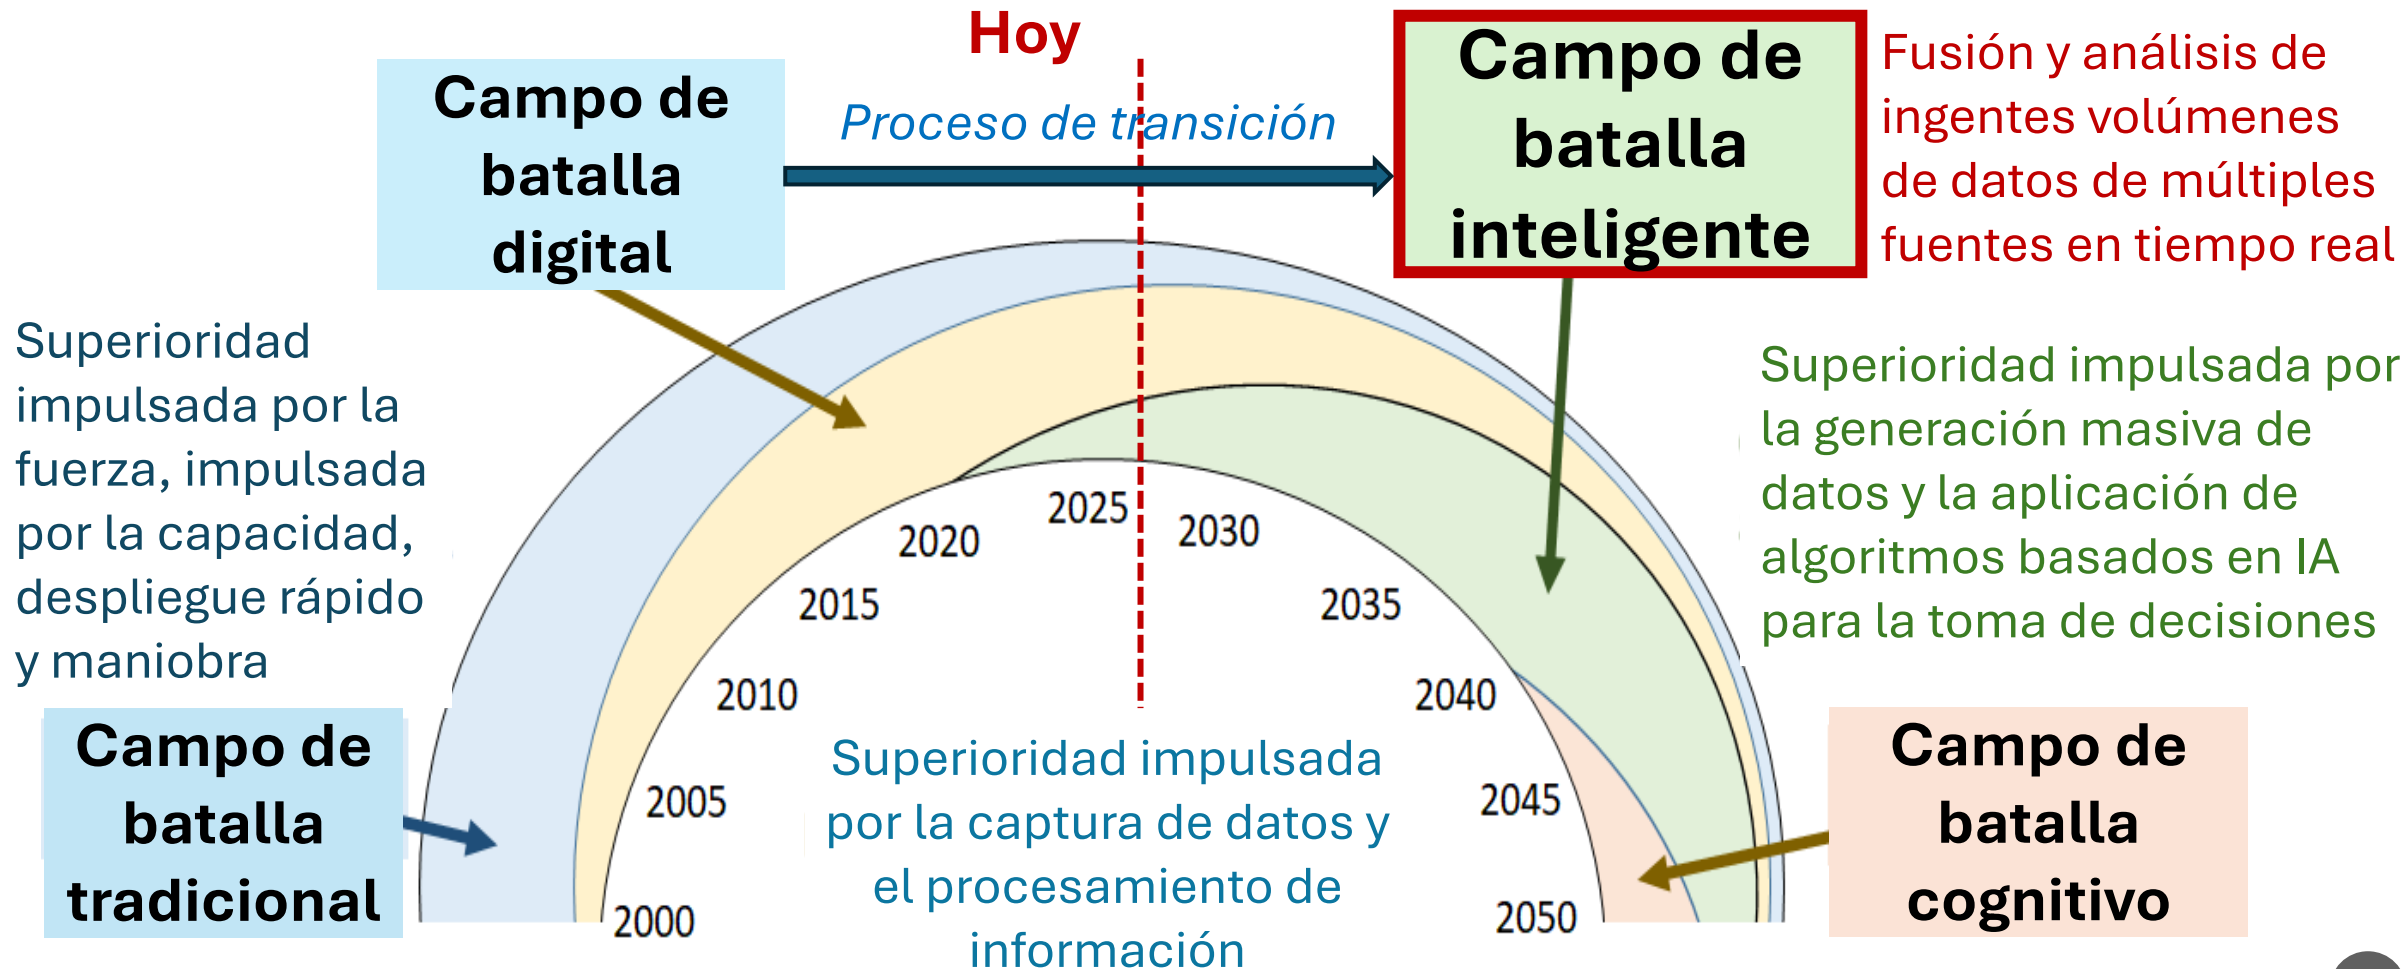 Hoy
Campo de
batalla
digital
Proceso de transición
Campo de
batalla
inteligente
Fusión y análisis de
ingentes volúmenes
de datos de múltiples
fuentes en tiempo real
Superioridad
impulsada por la
fuerza, impulsada
por la capacidad,
despliegue rápido
y maniobra
Superioridad impulsada por
la generación masiva de
datos y la aplicación de
algoritmos basados en IA
para la toma de decisiones
Campo de
batalla
tradicional
2000
2005
2010
2015
2020
2025
2030
2035
2040
2045
2050
Superioridad impulsada
por la captura de datos y
el procesamiento de
información
Campo de
batalla
cognitivo